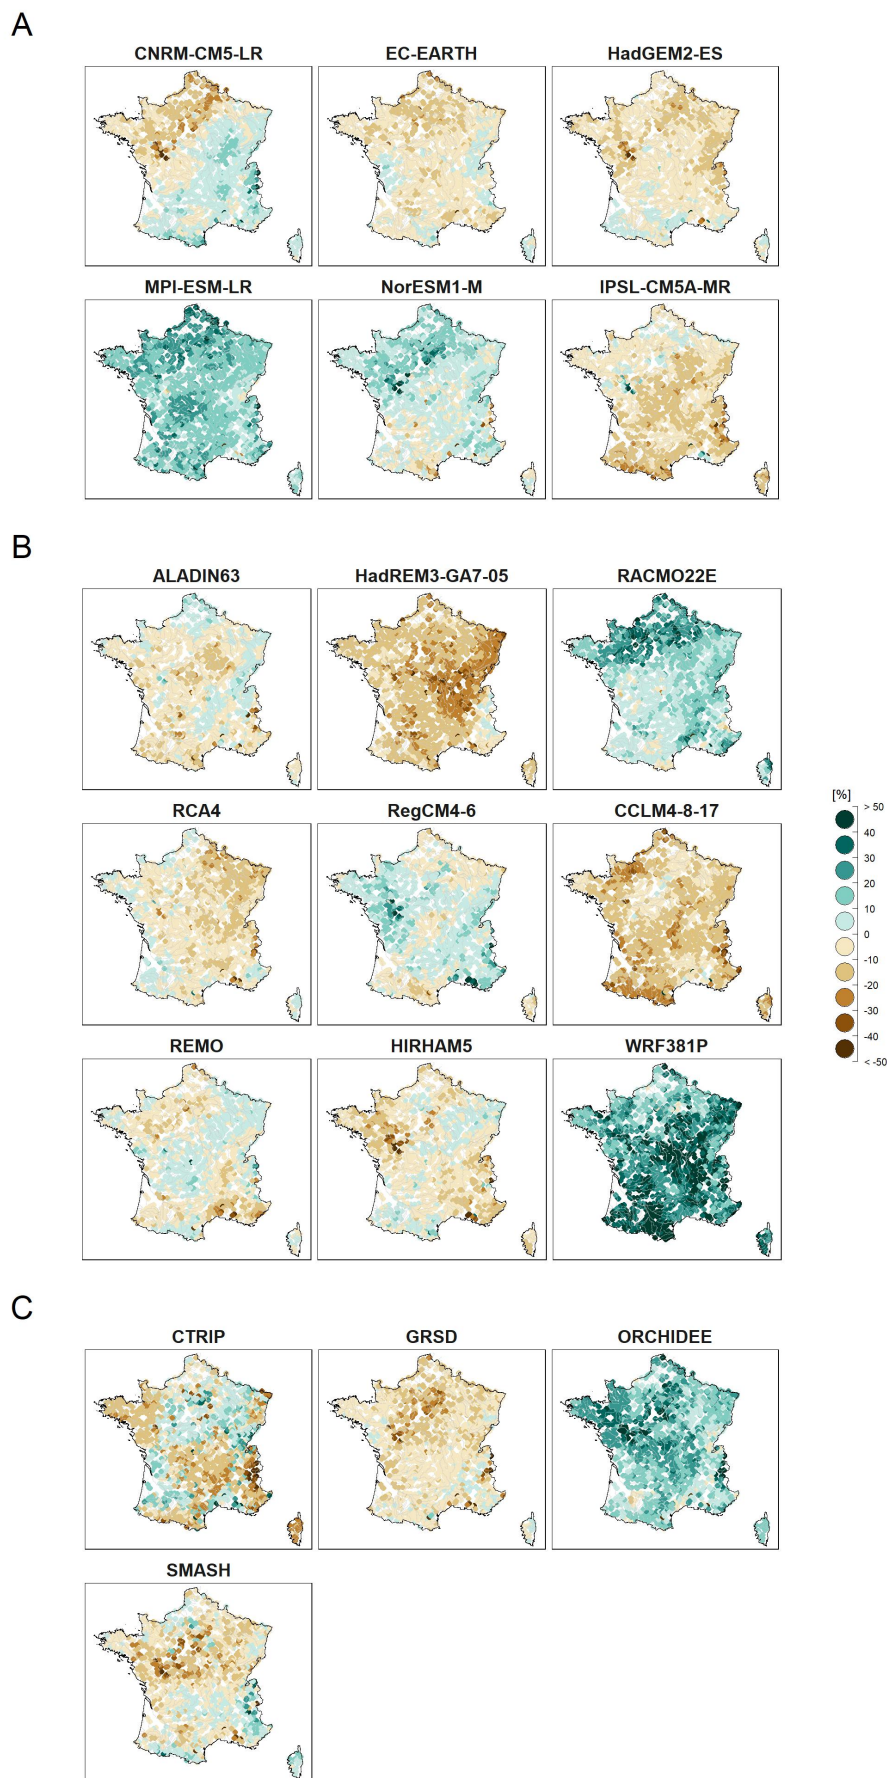 A
CNRM-CM5-LR EC-EARTH HadGEM2-ES
MPI-ESM-LR NorESM1-M IPSL-CM5A-MR
B
ALADIN63 HadREM3-GA7-05 RACMO22E
[%]
> 50
40
30
20
10
0
-10
-20
-30
-40
< -50
RCA4 RegCM4-6 CCLM4-8-17
REMO HIRHAM5 WRF381P
C
CTRIP GRSD ORCHIDEE
SMASH